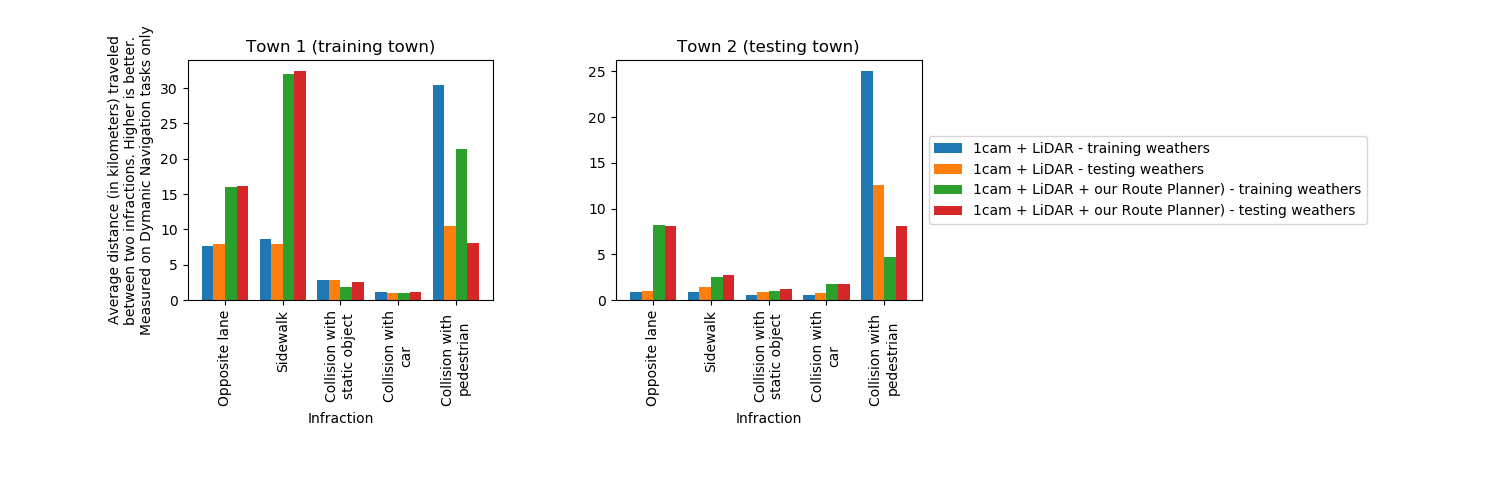 Average distance (in kilometers) traveled
between two infractions. Higher is better.
Measured on Dymanic Navigation tasks only
Town 1 (training town)
30
25
20
15
10
5
0
Opposite lane
Sidewalk
Collision with
static object
Collision with
car
Collision with
pedestrian
Infraction
Town 2 (testing town)
25
20
15
10
5
0
Opposite lane
Sidewalk
Collision with
static object
Collision with
car
Collision with
pedestrian
Infraction
1cam + LiDAR - training weathers
1cam + LiDAR - testing weathers
1cam + LiDAR + our Route Planner) - training weathers
1cam + LiDAR + our Route Planner) - testing weathers